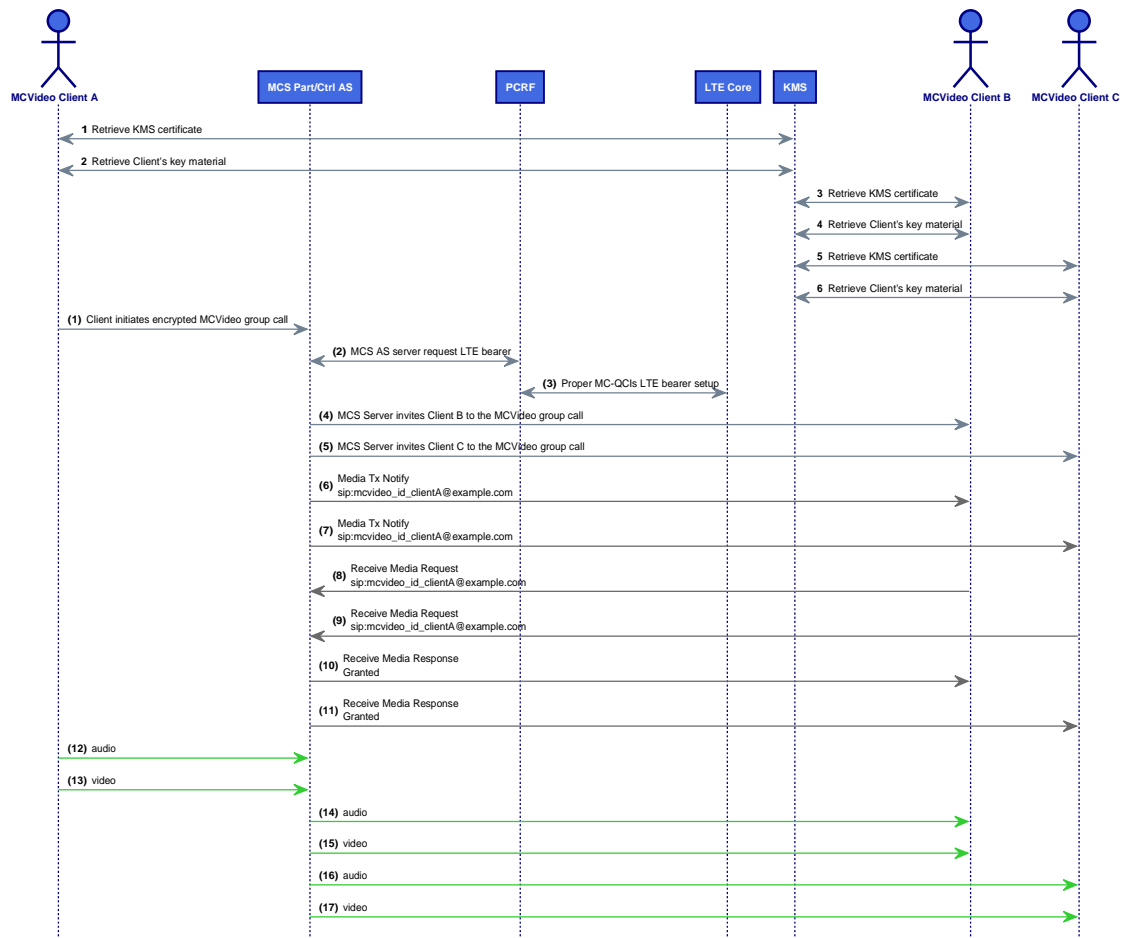 MCVideo Client A
MCS Part/Ctrl AS
PCRF
LTE Core
KMS
MCVideo Client B
MCVideo Client C
1 Retrieve KMS certificate
2 Retrieve Client's key material
3 Retrieve KMS certificate
4 Retrieve Client's key material
5 Retrieve KMS certificate
6 Retrieve Client's key material
(1) Client initiates encrypted MCVideo group call
(2) MCS AS server request LTE bearer
(3) Proper MC-QCIs LTE bearer setup
(4) MCS Server invites Client B to the MCVideo group call
(5) MCS Server invites Client C to the MCVideo group call
(6) Media Tx Notify
sip:mcvideo_id_clientA@example.com
(7) Media Tx Notify
sip:mcvideo_id_clientA@example.com
(8) Receive Media Request
sip:mcvideo_id_clientA@example.com
(9) Receive Media Request
sip:mcvideo_id_clientA@example.com
(10) Receive Media Response
Granted
(11) Receive Media Response
Granted
(12) audio
(13) video
(14) audio
(15) video
(16) audio
(17) video